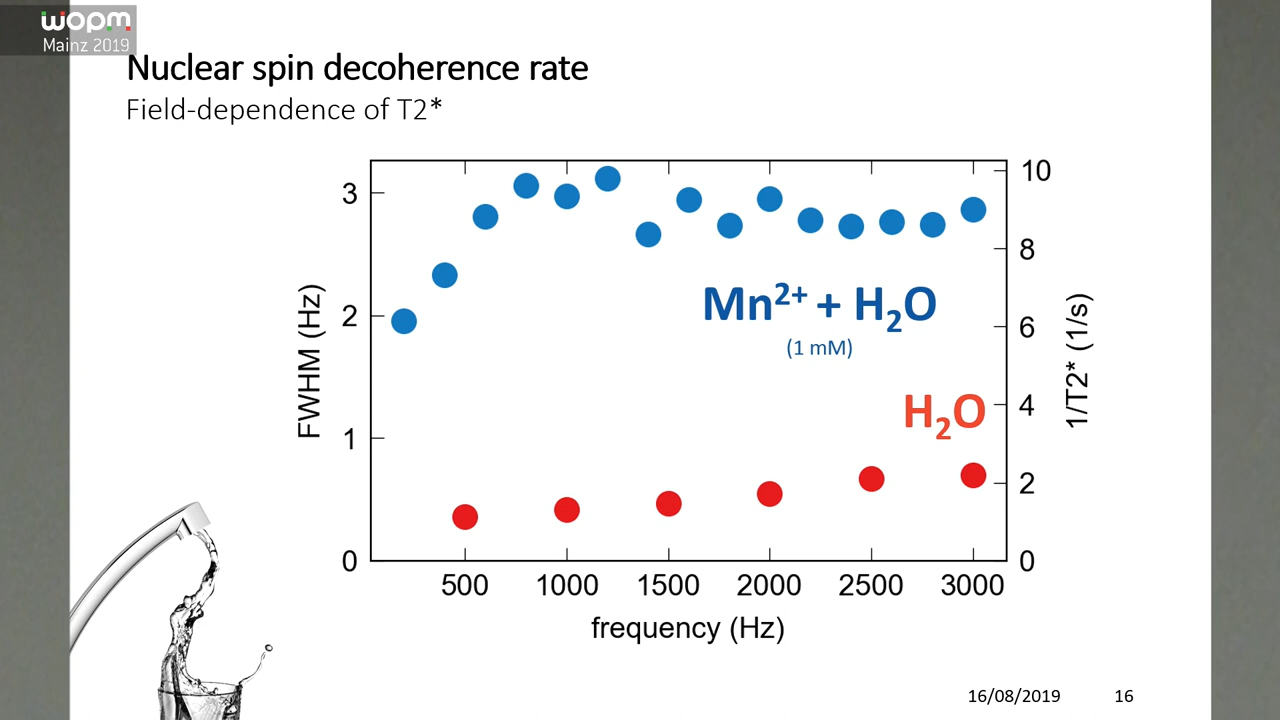 wopm
Mainz 2019
Nuclear spin decoherence rate
Field-dependence of T2*
FWHM (Hz)
3
2
1
0
10
8
6
4
2
0
1/T2* (1/s)
Mn²⁺ + H₂O
(1 mM)
H₂O
500 1000 1500 2000 2500 3000
frequency (Hz)
16/08/2019 16